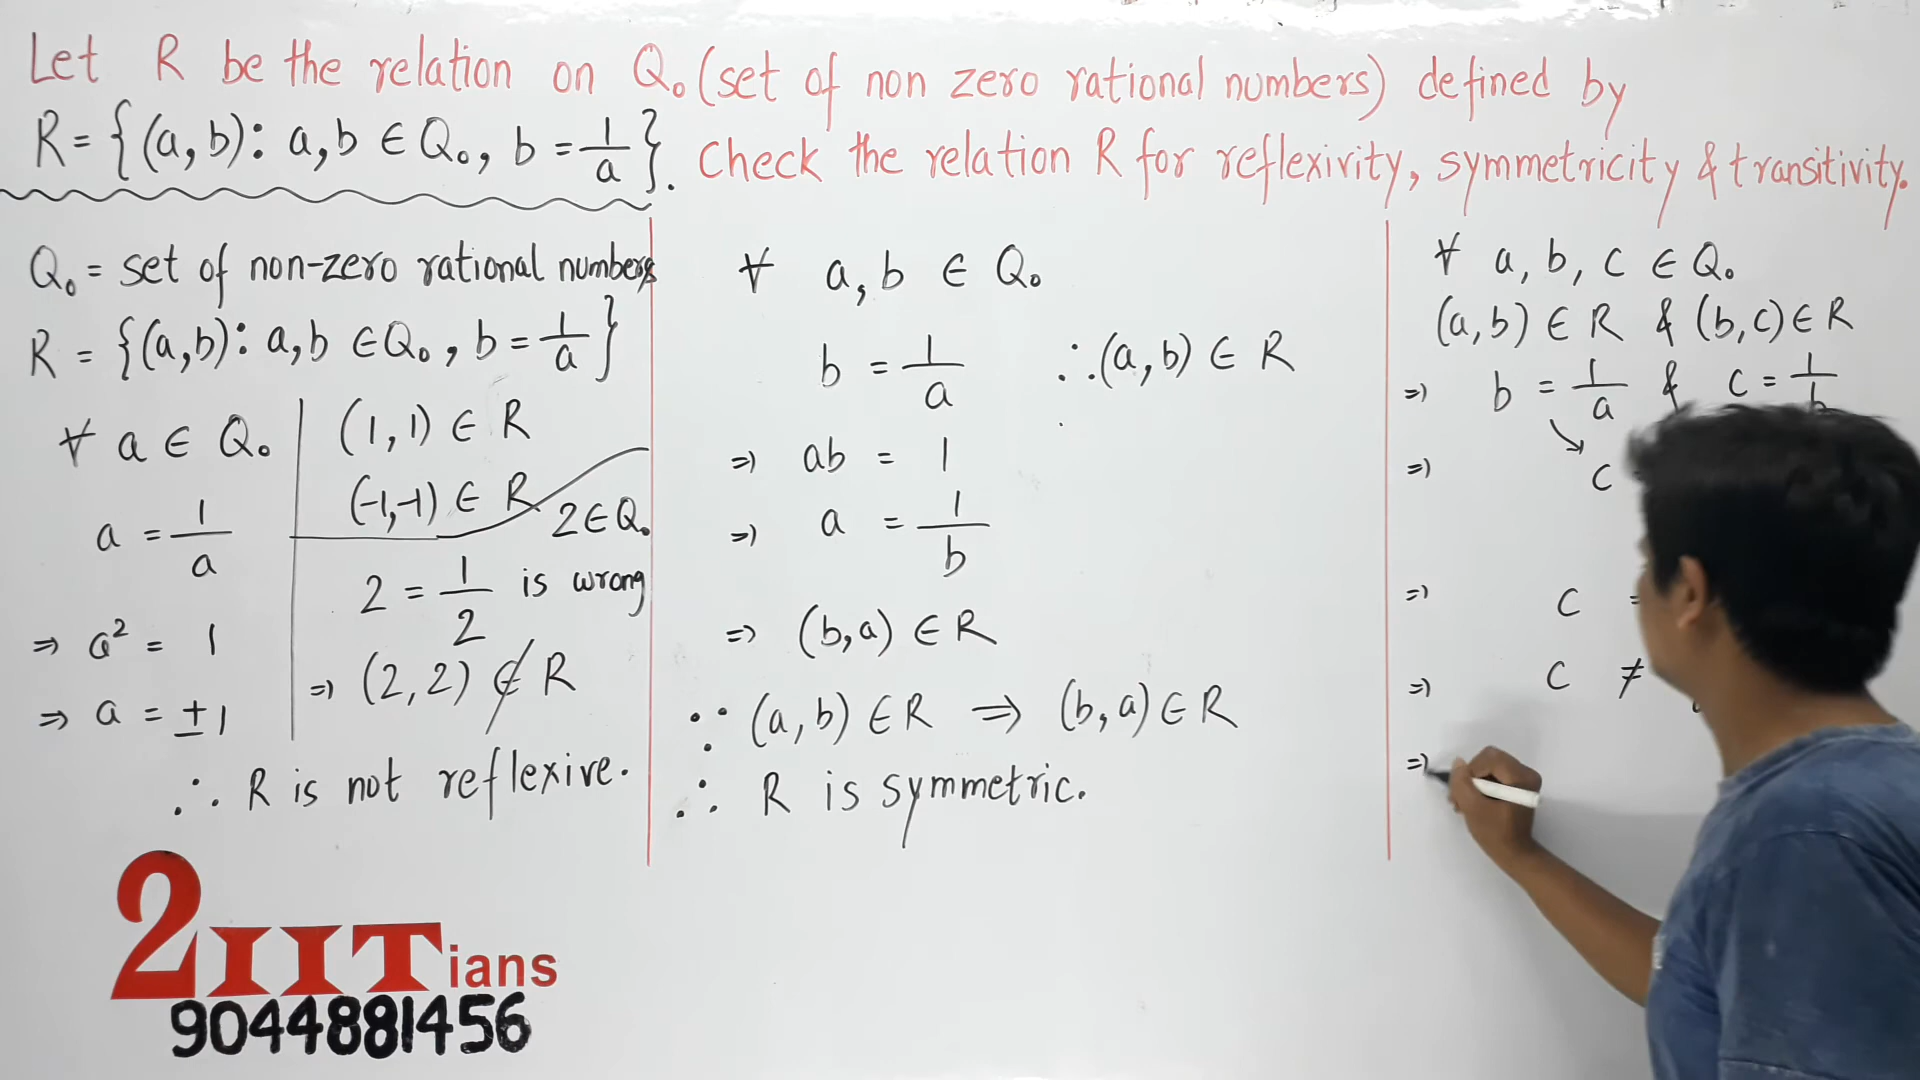 Let R be the relation on Q₀ (set of non zero rational numbers) defined by
R = {(a, b) : a, b ∈ Q₀, b = 1/a}. Check the relation R for reflexivity, symmetricity & transitivity.
Q₀ = set of non-zero rational numbers
R = {(a,b) : a,b ∈ Q₀, b = 1/a}
∀ a ∈ Q₀
a = 1/a
⇒ a² = 1
⇒ a = ±1
(1,1) ∈ R
(-1,-1) ∈ R
2 ∈ Q₀
2 = 1/2 is wrong
⇒ (2,2) ∉ R
∴ R is not reflexive.
∀ a, b ∈ Q₀
b = 1/a ∴ (a, b) ∈ R
⇒ ab = 1
⇒ a = 1/b
⇒ (b,a) ∈ R
∵ (a, b) ∈ R ⇒ (b, a) ∈ R
∴ R is symmetric.
∀ a, b, c ∈ Q₀
(a, b) ∈ R & (b,c) ∈ R
⇒ b = 1/a & c = 1/b
⇒ c
⇒ c =
⇒ c ≠
⇒
2IITians
9044881456